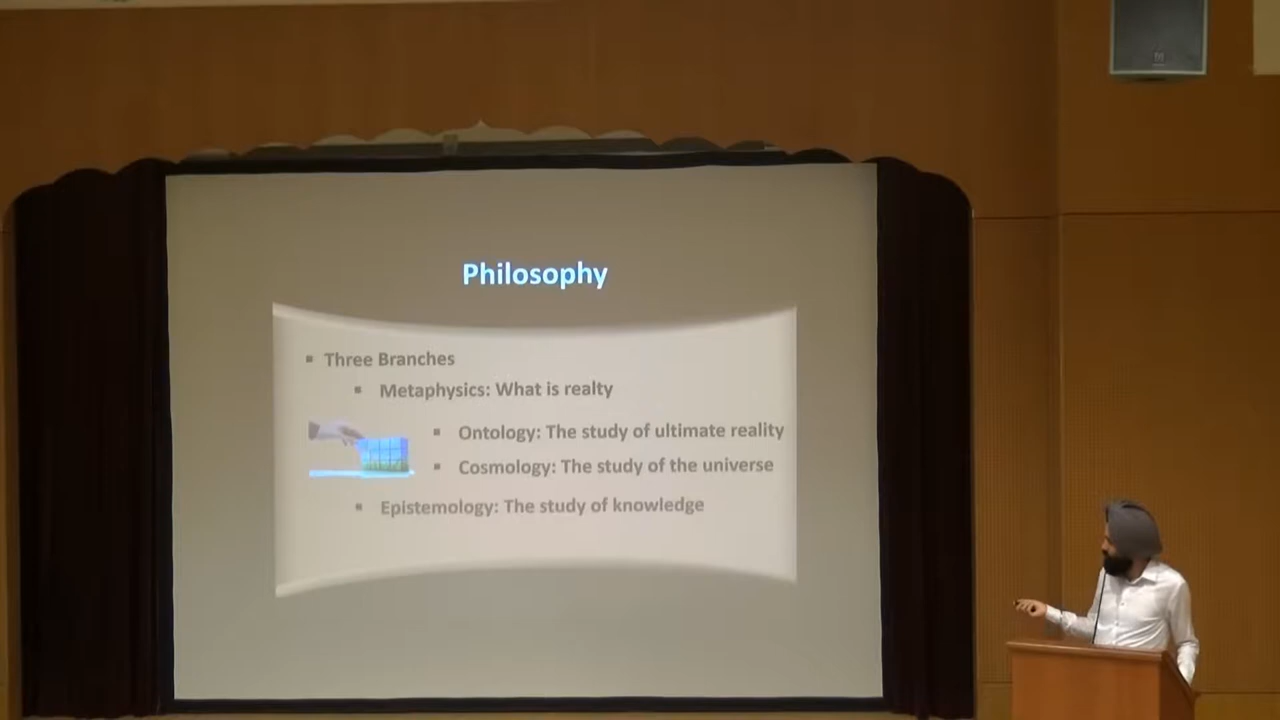 Philosophy
Three Branches
Metaphysics: What is realty
Ontology: The study of ultimate reality
Cosmology: The study of the universe
Epistemology: The study of knowledge